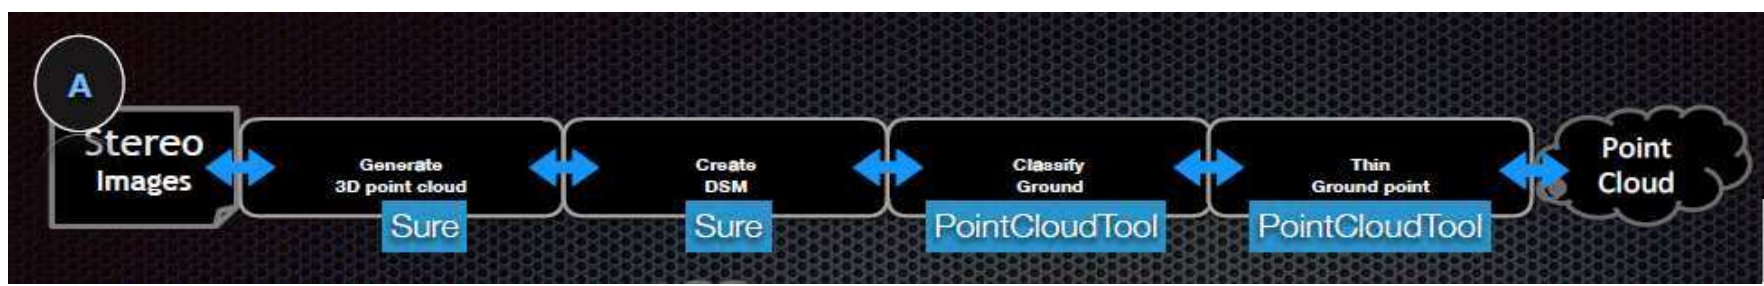 A
Stereo
Images
Generate
3D point cloud
Sure
Create
DSM
Sure
Classify
Ground
PointCloudTool
Thin
Ground point
PointCloudTool
Point
Cloud